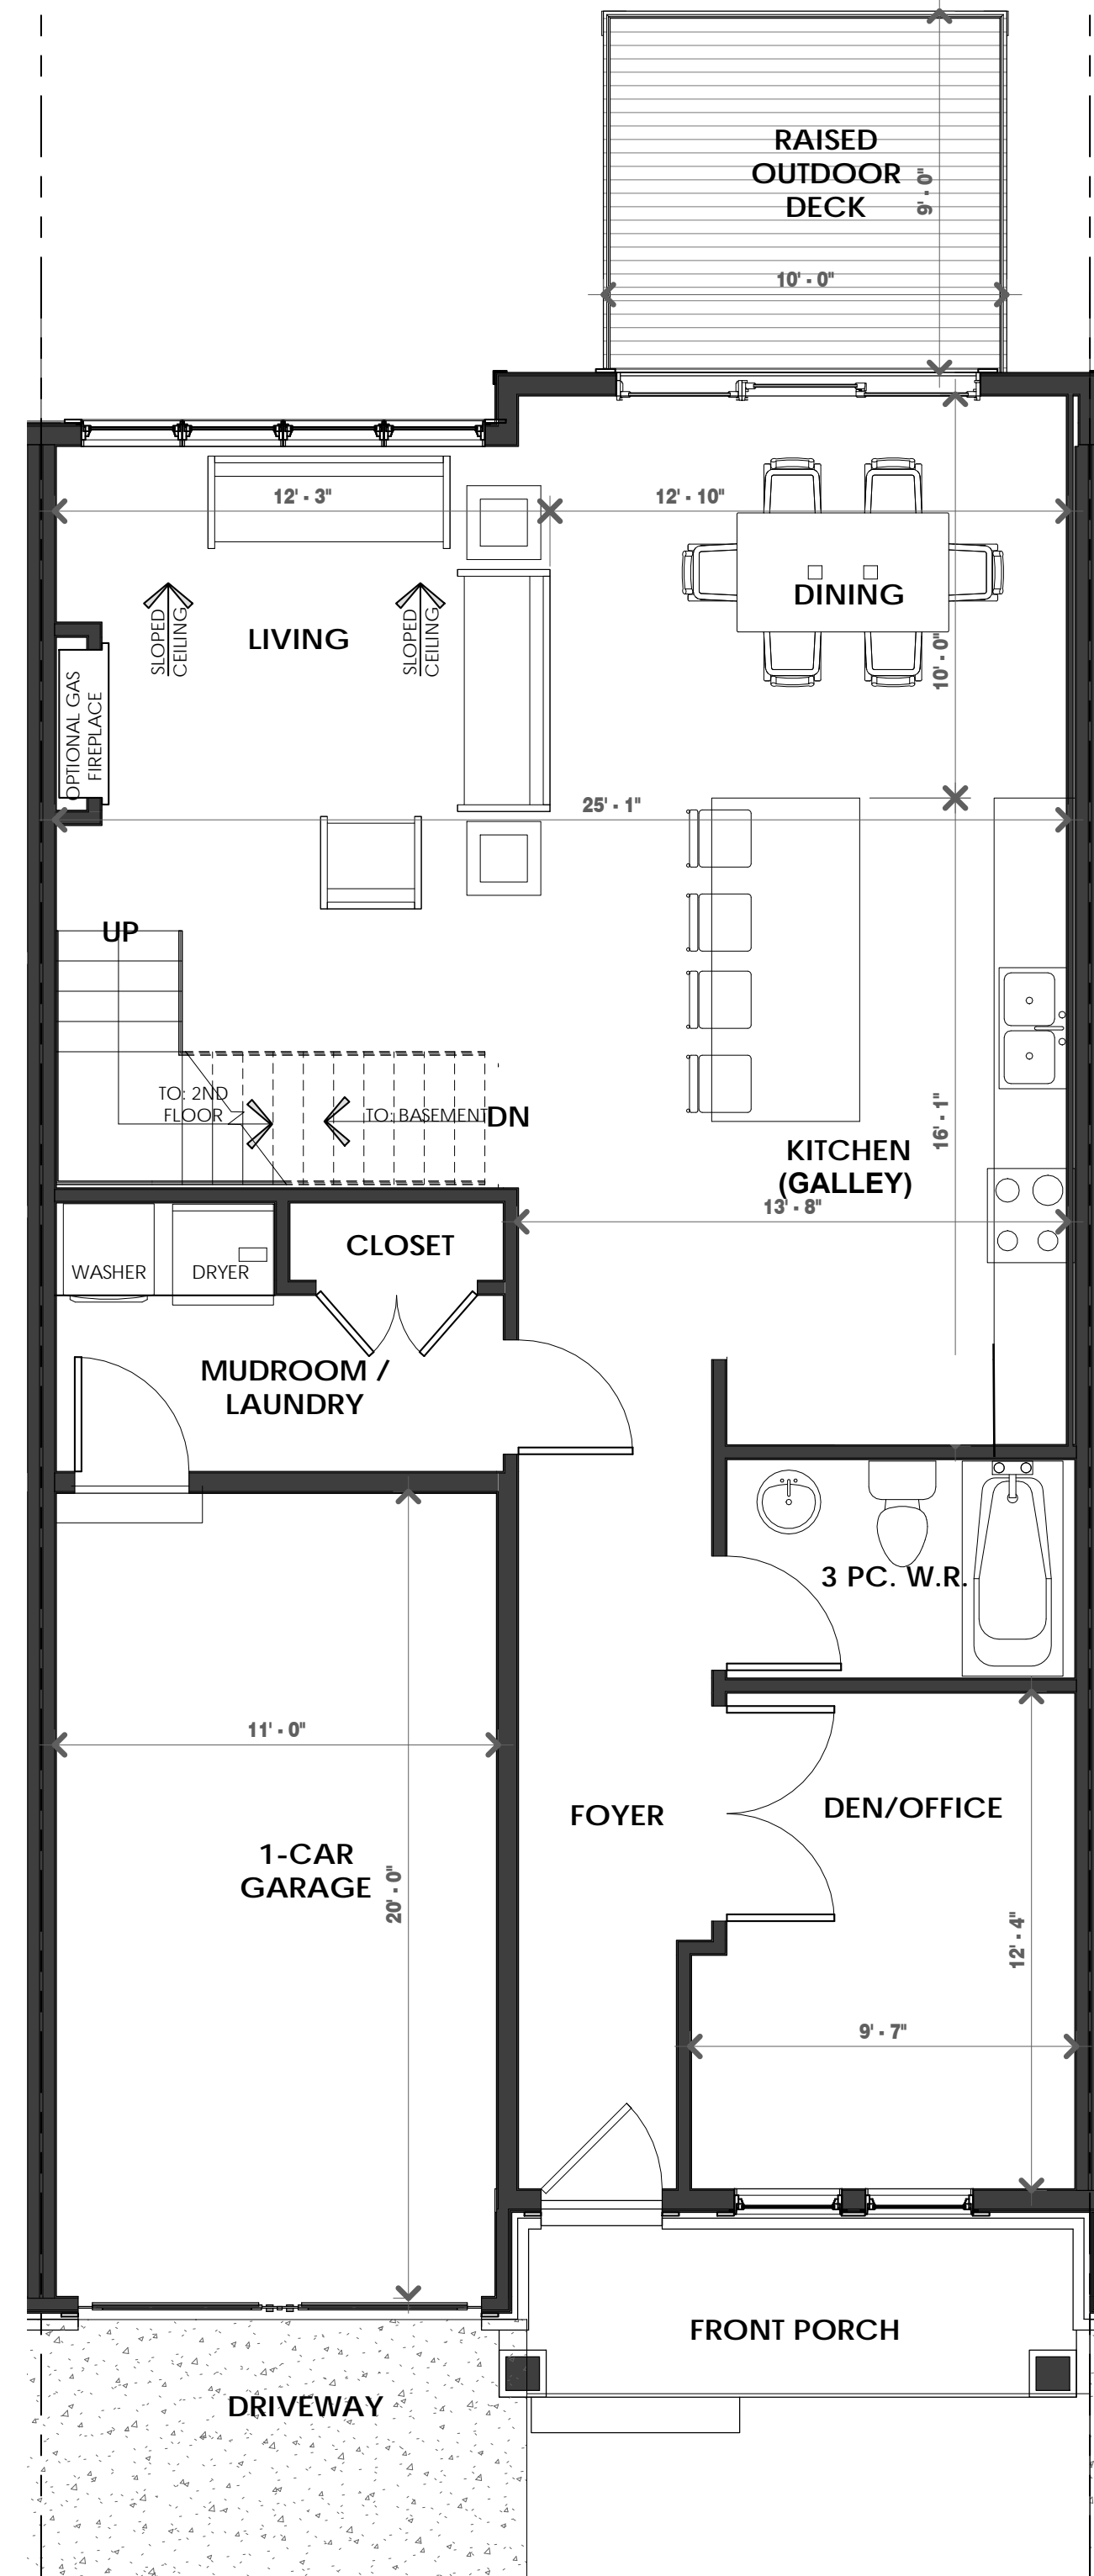 RAISED
OUTDOOR
DECK
9' - 0"
10' - 0"
12' - 3"
12' - 10"
DINING
SLOPED
CEILING
LIVING
SLOPED
CEILING
10' - 0"
OPTIONAL GAS
FIREPLACE
25' - 1"
UP
TO: 2ND
FLOOR
TO: BASEMENT
DN
16' - 1"
KITCHEN
(GALLEY)
13' - 8"
CLOSET
WASHER
DRYER
MUDROOM /
LAUNDRY
3 PC. W.R.
11' - 0"
FOYER
DEN/OFFICE
1-CAR
GARAGE
20' - 0"
12' - 4"
9' - 7"
FRONT PORCH
DRIVEWAY